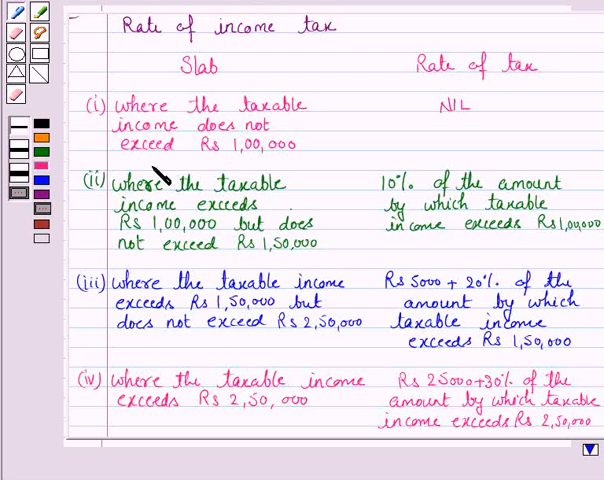 Rate of income tax
Slab Rate of tax
(i) where the taxable NIL
income does not
exceed Rs 1,00,000
(ii) where the taxable 10% of the amount
income exceeds by which taxable
Rs 1,00,000 but does income exceeds Rs 1,00,000
not exceed Rs 1,50,000
(iii) where the taxable income Rs 5000 + 20% of the
exceeds Rs 1,50,000 but amount by which
does not exceed Rs 2,50,000 taxable income
exceeds Rs 1,50,000
(iv) where the taxable income Rs 25000+30% of the
exceeds Rs 2,50,000 amount by which taxable
income exceeds Rs 2,50,000